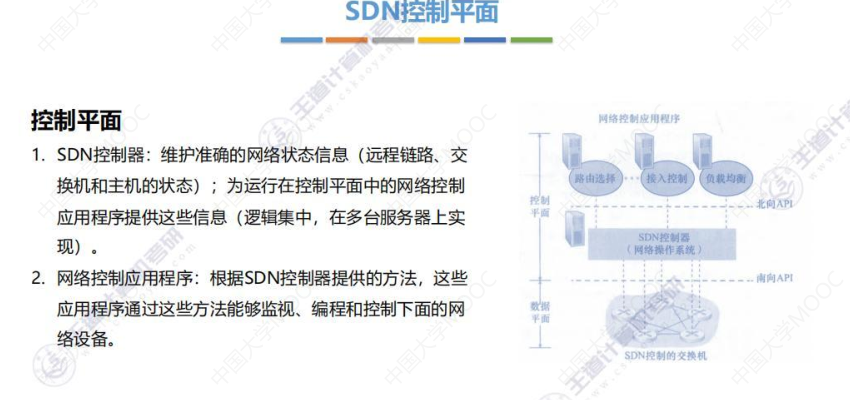 SDN控制平面
控制平面
1. SDN控制器：维护准确的网络状态信息（远程链路、交
换机和主机的状态）；为运行在控制平面中的网络控制
应用程序提供这些信息（逻辑集中，在多台服务器上实
现）。
2. 网络控制应用程序：根据SDN控制器提供的方法，这些
应用程序通过这些方法能够监视、编程和控制下面的网
络设备。
网络控制应用程序
路由选择 ··· 接入控制 负载均衡
控制
平面
北向API
SDN控制器
（网络操作系统）
南向API
数据
平面
SDN控制的交换机
王道计算机考研
www.cskaoyan.com
中国大学MOOC